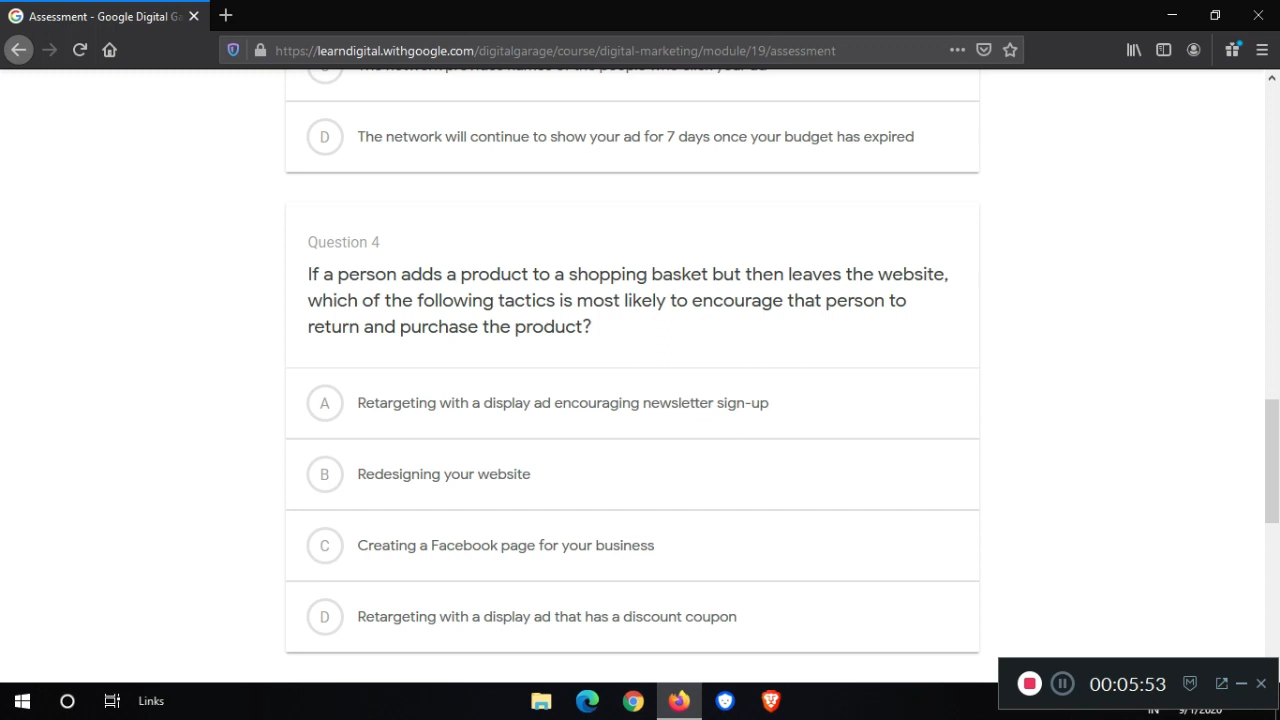 Assessment - Google Digital Ga
https://learndigital.withgoogle.com/digitalgarage/course/digital-marketing/module/19/assessment
D The network will continue to show your ad for 7 days once your budget has expired
Question 4
If a person adds a product to a shopping basket but then leaves the website,
which of the following tactics is most likely to encourage that person to
return and purchase the product?
A Retargeting with a display ad encouraging newsletter sign-up
B Redesigning your website
C Creating a Facebook page for your business
D Retargeting with a display ad that has a discount coupon
00:05:53
Links